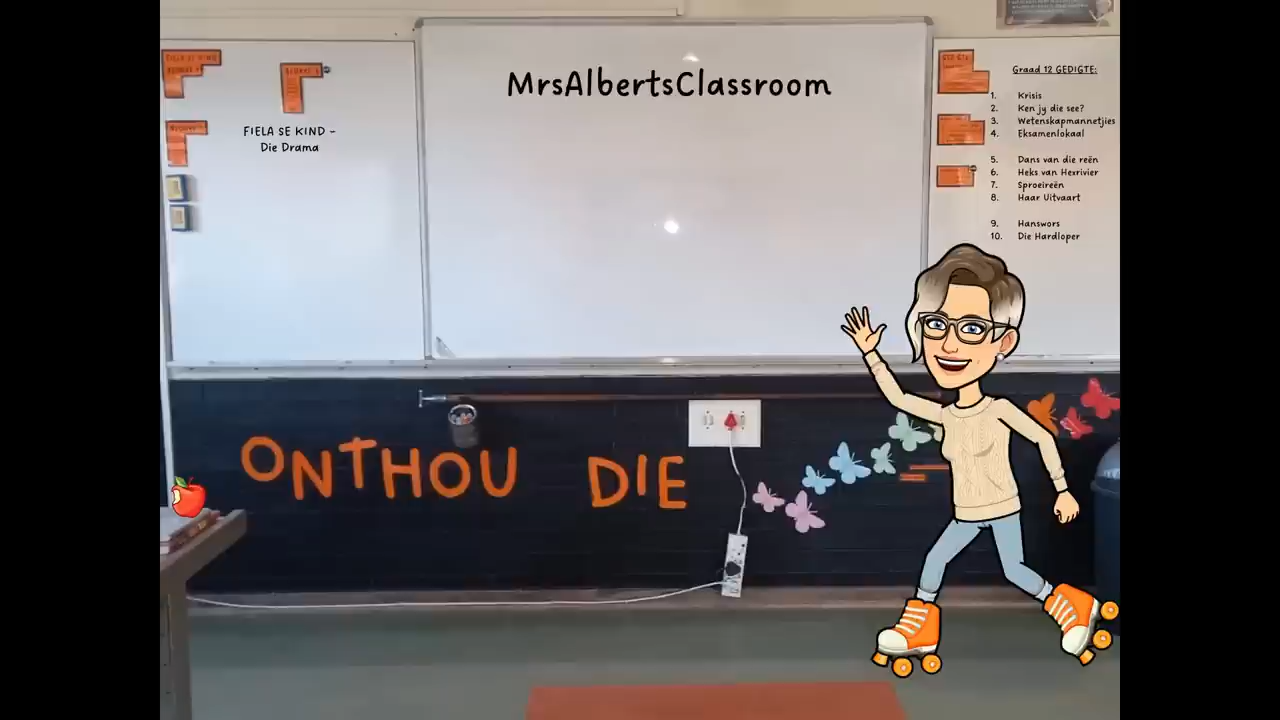 MrsAlbertsClassroom
FIELA SE KIND -
Die Drama
Graad 12 GEDIGTE:
1. Krisis
2. Ken jy die see?
3. Wetenskapmannetjies
4. Eksamenlokaal
5. Dans van die reën
6. Heks van Hexrivier
7. Sproeireën
8. Haar Uitvaart
9. Hanswors
10. Die Hardloper
ONTHOU DIE